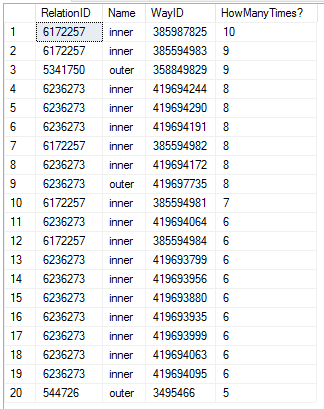 RelationID Name WayID HowManyTimes?
1 6172257 inner 385987825 10
2 6172257 inner 385594983 9
3 5341750 outer 358849829 9
4 6236273 inner 419694244 8
5 6236273 inner 419694290 8
6 6236273 inner 419694191 8
7 6172257 inner 385594982 8
8 6236273 inner 419694172 8
9 6236273 outer 419697735 8
10 6172257 inner 385594981 7
11 6236273 inner 419694064 6
12 6172257 inner 385594984 6
13 6236273 inner 419693799 6
14 6236273 inner 419693956 6
15 6236273 inner 419693880 6
16 6236273 inner 419693935 6
17 6236273 inner 419693999 6
18 6236273 inner 419694063 6
19 6236273 inner 419694095 6
20 544726 outer 3495466 5